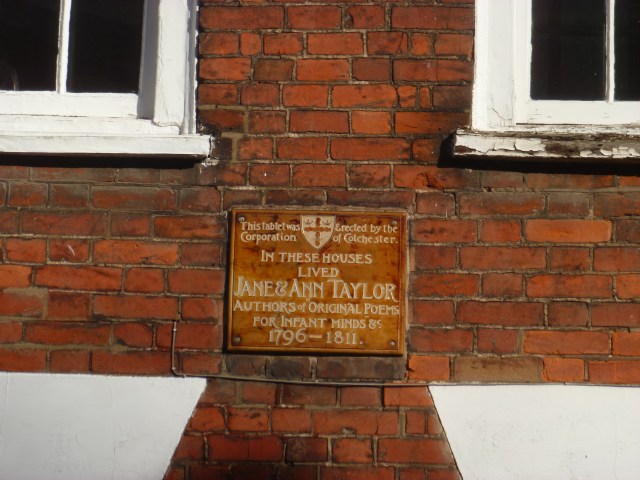 This tablet was Erected by the
Corporation of Colchester.
IN THESE HOUSES
LIVED
JANE & ANN TAYLOR
AUTHORS of ORIGINAL POEMS
FOR INFANT MINDS &c
1796-1811.